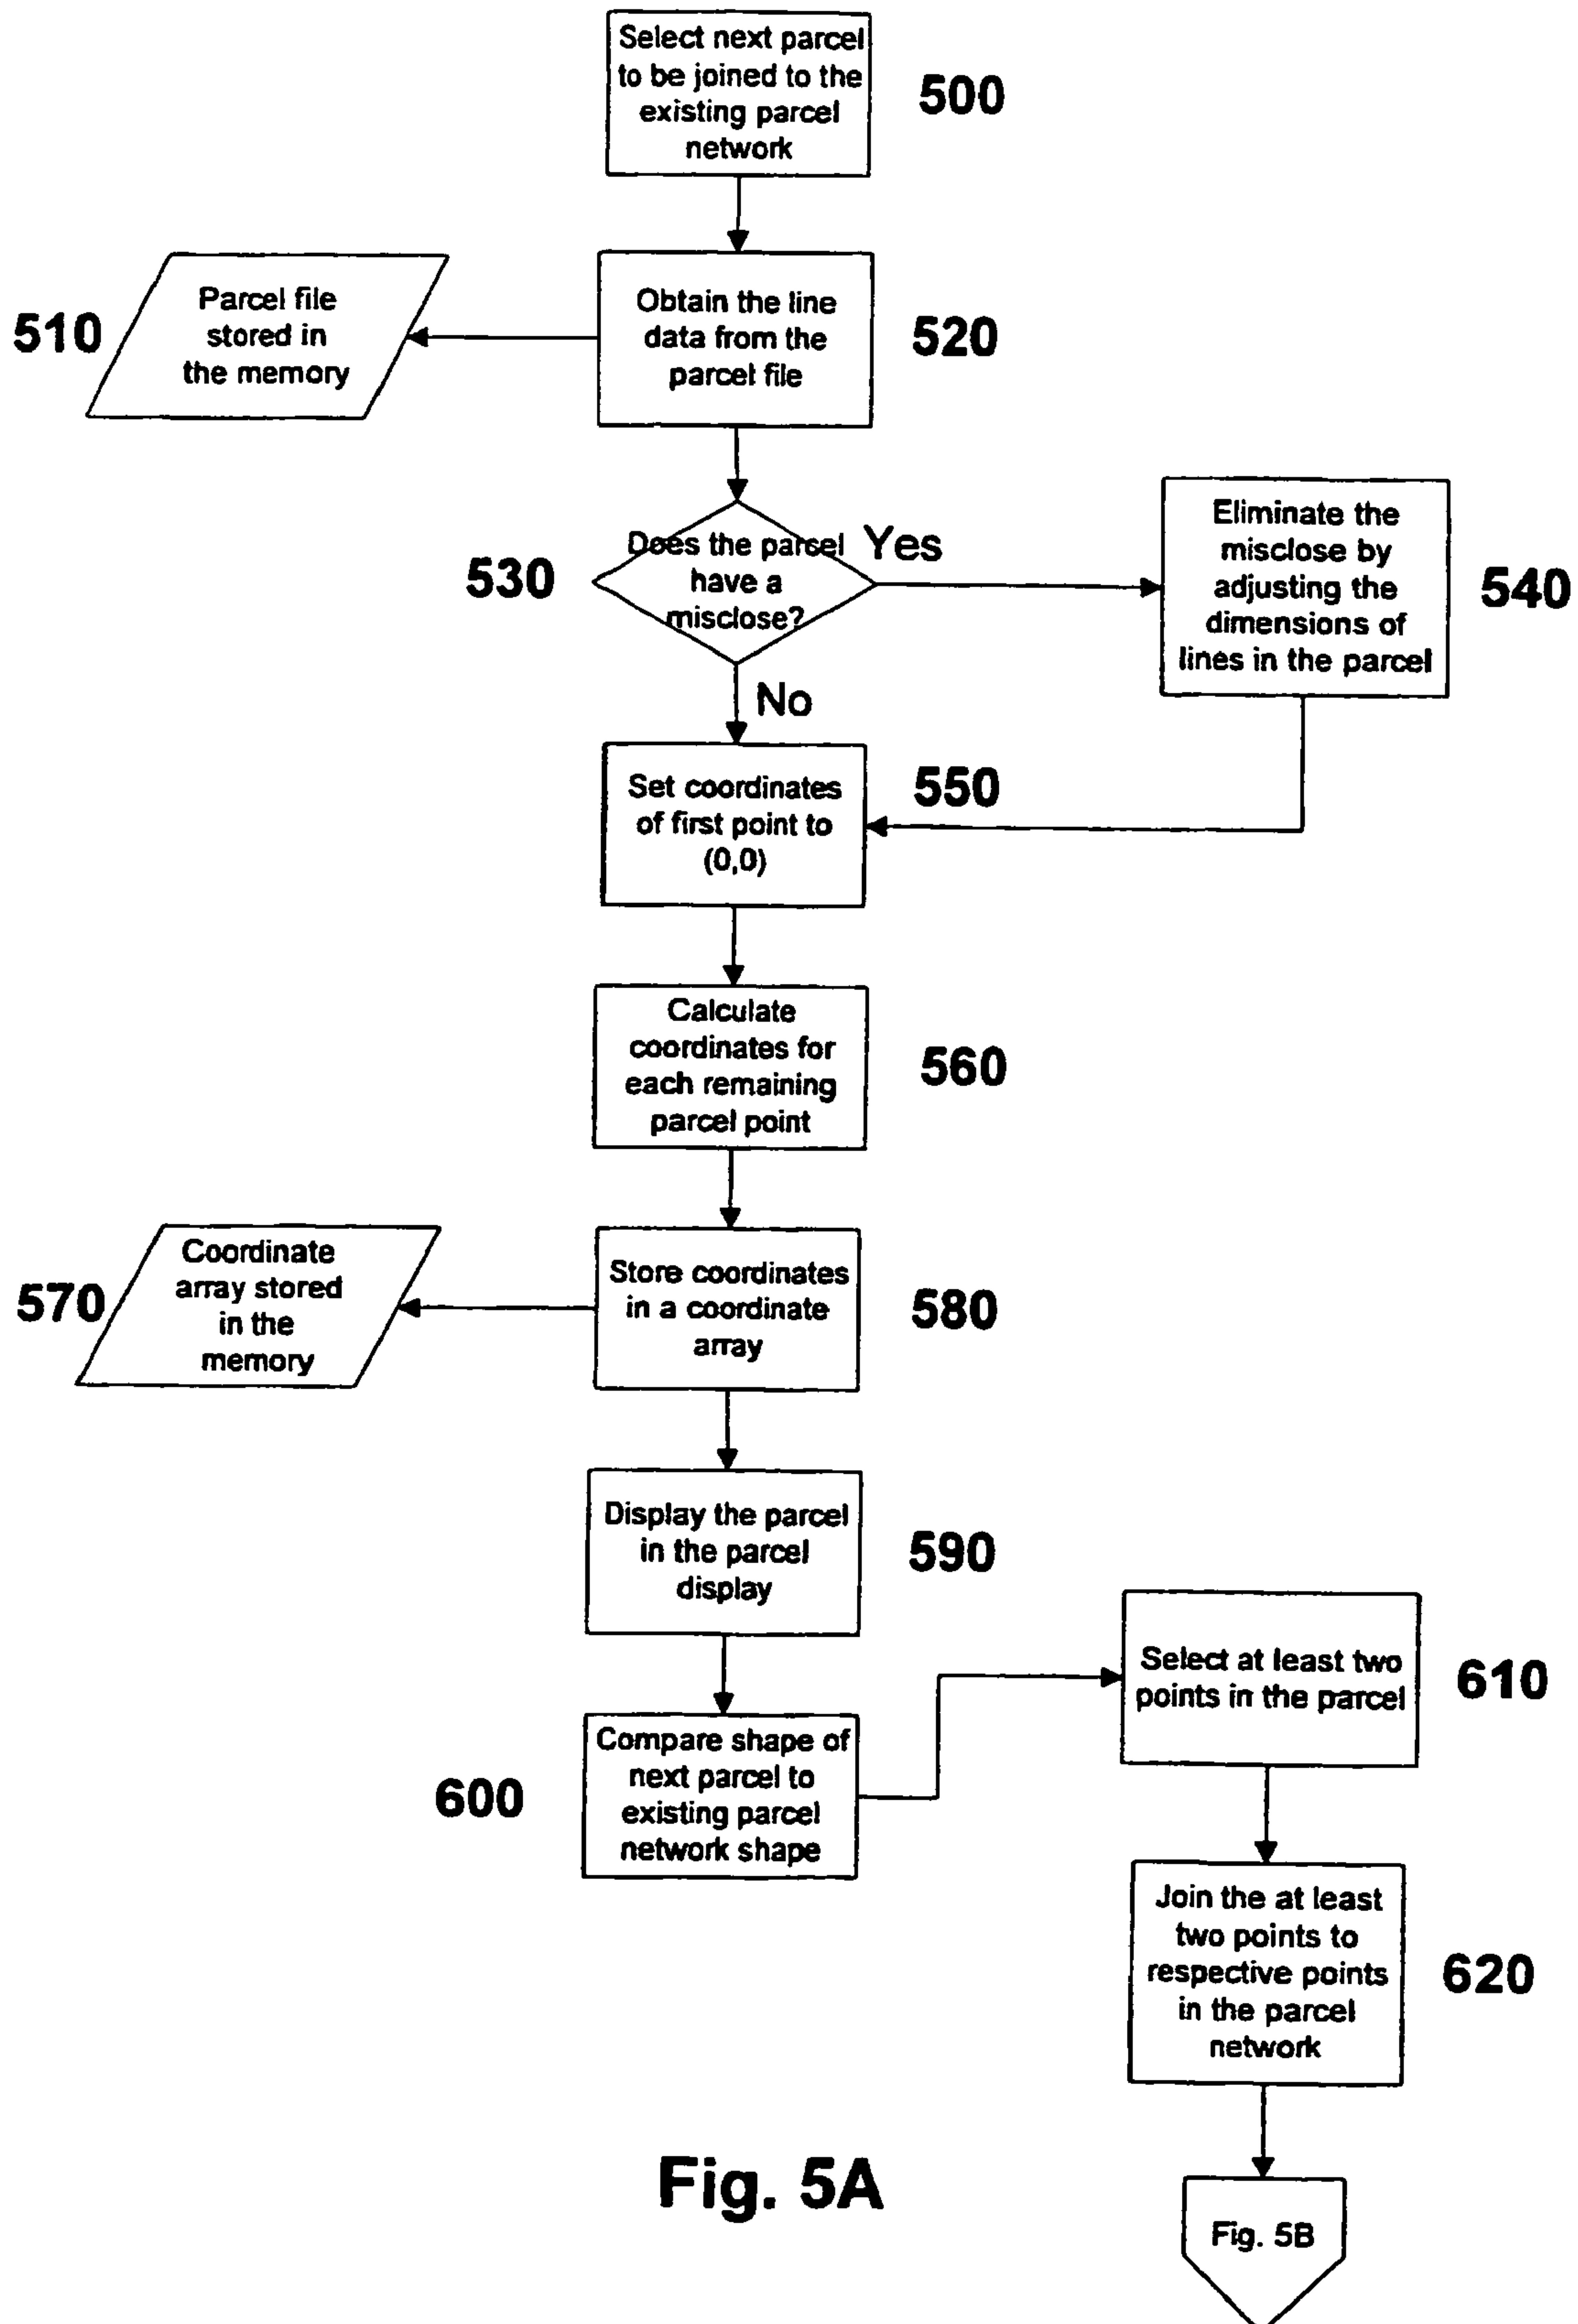 Select next parcel
to be joined to the
existing parcel
network
500
Parcel file
stored in
the memory
510
Obtain the line
data from the
parcel file
520
Does the parcel
have a
misclose?
530
Yes
Eliminate the
misclose by
adjusting the
dimensions of
lines in the parcel
540
No
Set coordinates
of first point to
(0,0)
550
Calculate
coordinates for
each remaining
parcel point
560
Coordinate
array stored
in the
memory
570
Store coordinates
in a coordinate
array
580
Display the parcel
in the parcel
display
590
Compare shape of
next parcel to
existing parcel
network shape
600
Select at least two
points in the parcel
610
Join the at least
two points to
respective points
in the parcel
network
620
Fig. 5A
Fig. 5B